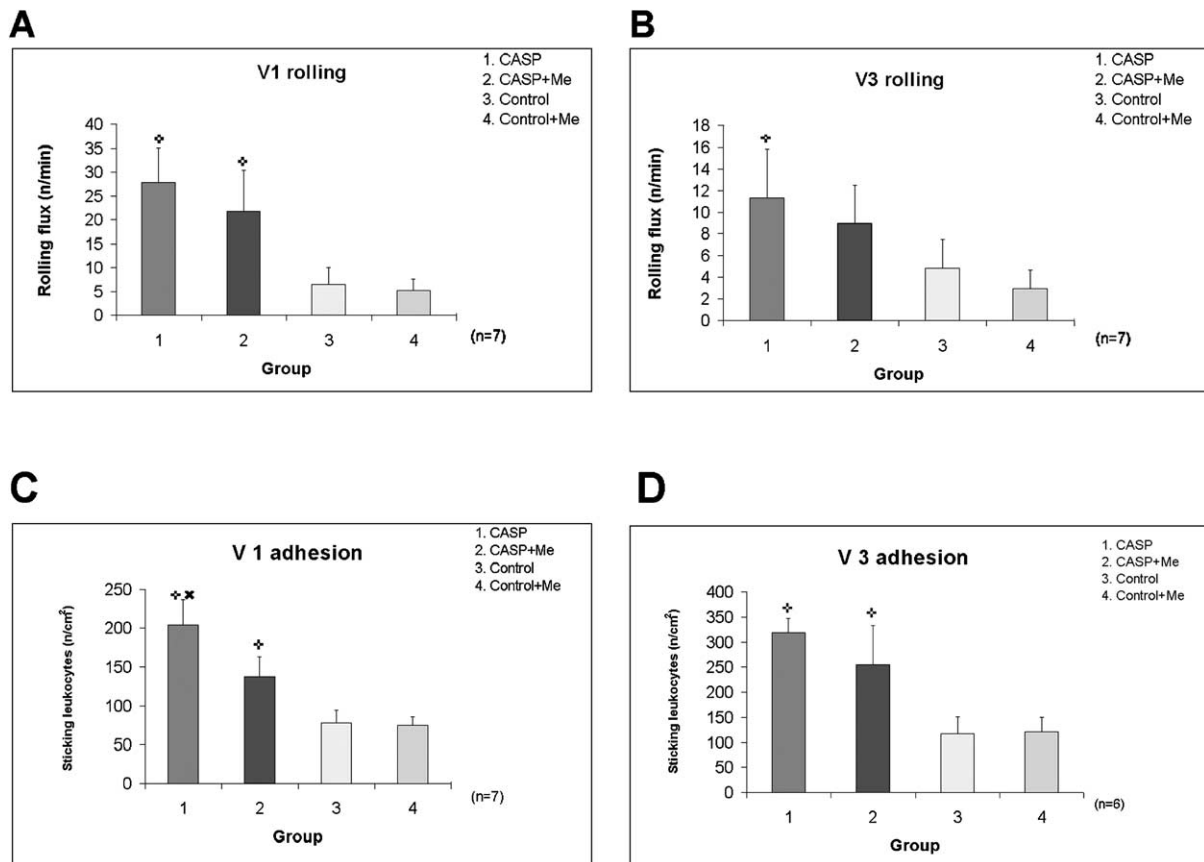 A
V1 rolling
1. CASP
2. CASP+Me
3. Control
4. Control+Me
Rolling flux (n/min)
40
35
30
25
20
15
10
5
0
1 2 3 4
(n=7)
Group
B
V3 rolling
1. CASP
2. CASP+Me
3. Control
4. Control+Me
Rolling flux (n/min)
18
16
14
12
10
8
6
4
2
0
1 2 3 4
(n=7)
Group
C
V 1 adhesion
1. CASP
2. CASP+Me
3. Control
4. Control+Me
Sticking leukocytes (n/cm²)
250
200
150
100
50
0
1 2 3 4
(n=7)
Group
D
V 3 adhesion
1. CASP
2. CASP+Me
3. Control
4. Control+Me
Sticking leukocytes (n/cm²)
400
350
300
250
200
150
100
50
0
1 2 3 4
(n=6)
Group